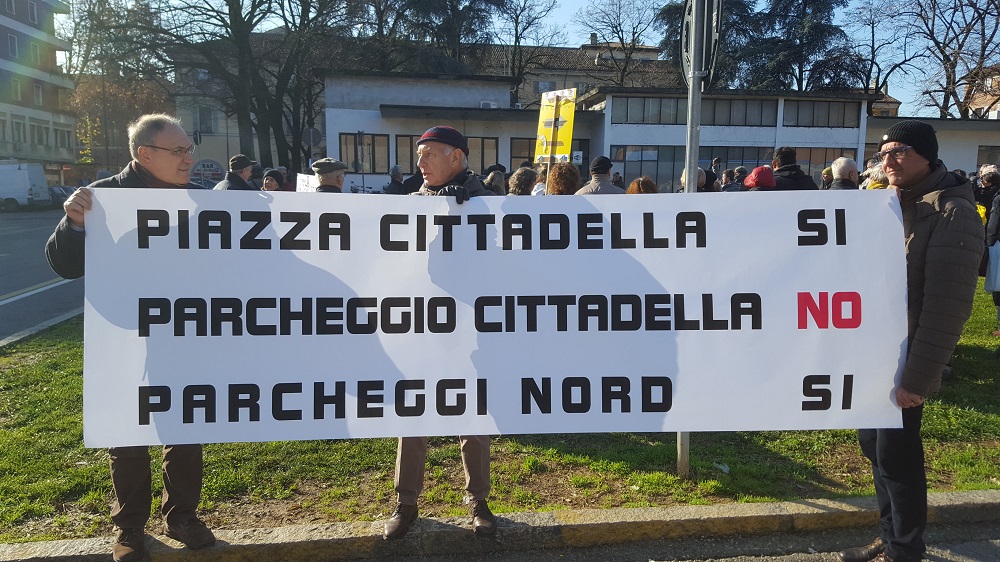 PIAZZA CITTADELLA SI
PARCHEGGIO CITTADELLA NO
PARCHEGGI NORD SI